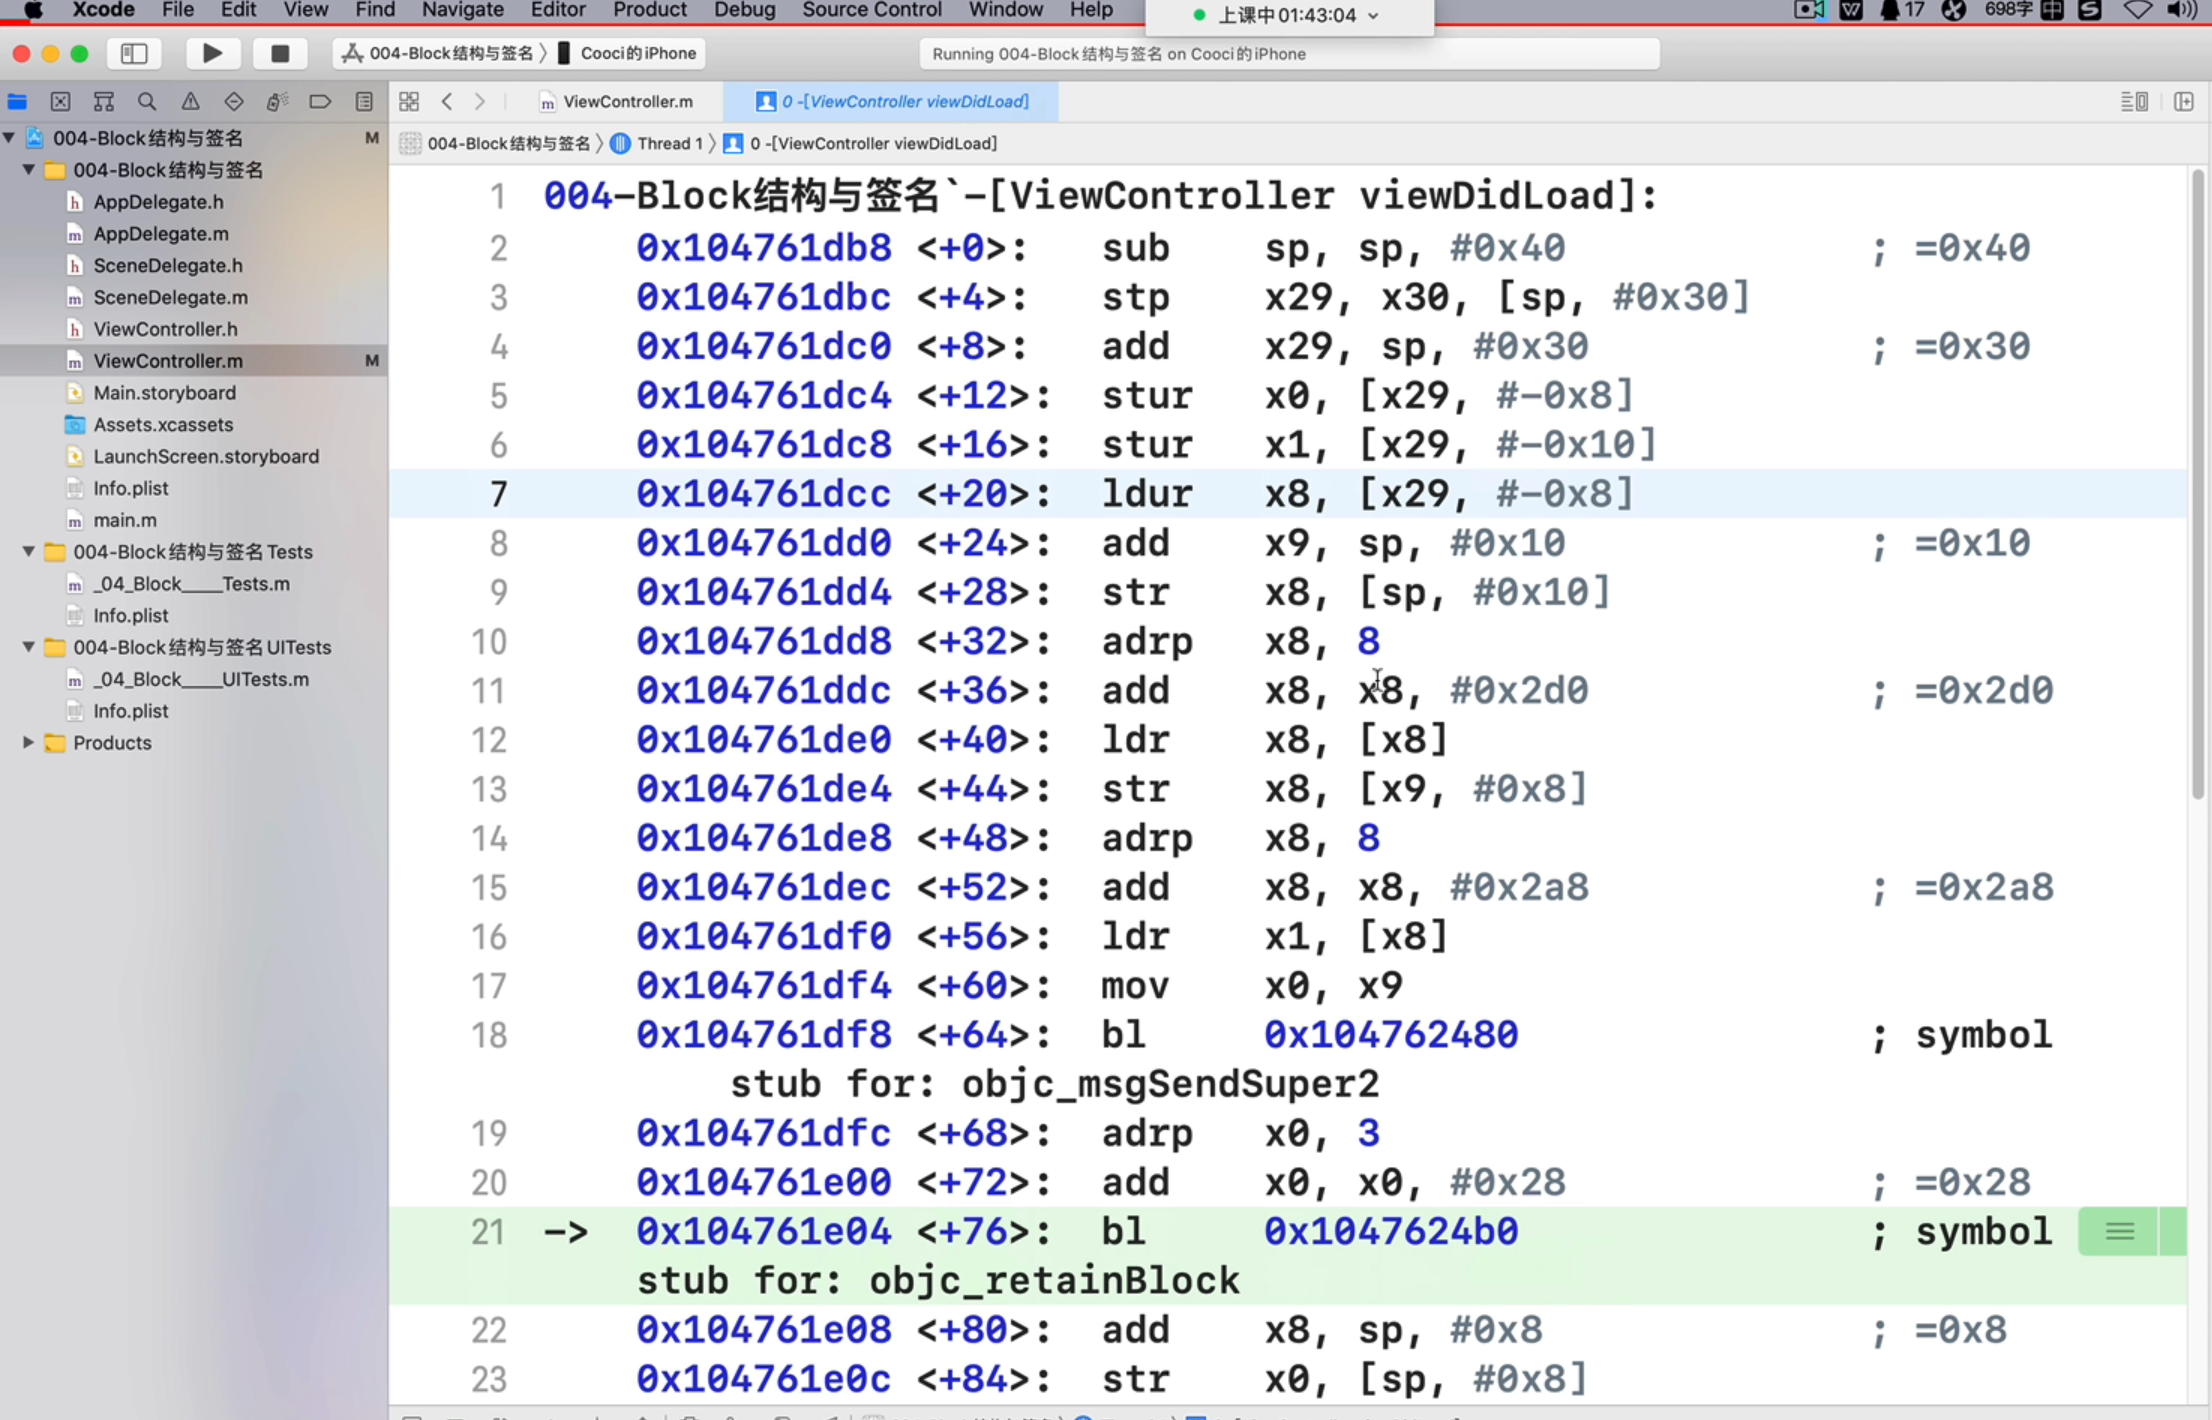 Xcode File Edit View Find Navigate Editor Product Debug Source Control Window Help 上课中01:43:04 17 698字 中
004-Block结构与签名 〉 Cooci的iPhone Running 004-Block结构与签名 on Cooci的iPhone
ViewController.m 0 -[ViewController viewDidLoad]
004-Block结构与签名 〉 Thread 1 〉 0 -[ViewController viewDidLoad]
004-Block结构与签名 M
004-Block结构与签名
AppDelegate.h
AppDelegate.m
SceneDelegate.h
SceneDelegate.m
ViewController.h
ViewController.m M
Main.storyboard
Assets.xcassets
LaunchScreen.storyboard
Info.plist
main.m
004-Block结构与签名Tests
_04_Block____Tests.m
Info.plist
004-Block结构与签名UITests
_04_Block____UITests.m
Info.plist
Products
1 004-Block结构与签名`-[ViewController viewDidLoad]:
2 0x104761db8 <+0>: sub sp, sp, #0x40 ; =0x40
3 0x104761dbc <+4>: stp x29, x30, [sp, #0x30]
4 0x104761dc0 <+8>: add x29, sp, #0x30 ; =0x30
5 0x104761dc4 <+12>: stur x0, [x29, #-0x8]
6 0x104761dc8 <+16>: stur x1, [x29, #-0x10]
7 0x104761dcc <+20>: ldur x8, [x29, #-0x8]
8 0x104761dd0 <+24>: add x9, sp, #0x10 ; =0x10
9 0x104761dd4 <+28>: str x8, [sp, #0x10]
10 0x104761dd8 <+32>: adrp x8, 8
11 0x104761ddc <+36>: add x8, x8, #0x2d0 ; =0x2d0
12 0x104761de0 <+40>: ldr x8, [x8]
13 0x104761de4 <+44>: str x8, [x9, #0x8]
14 0x104761de8 <+48>: adrp x8, 8
15 0x104761dec <+52>: add x8, x8, #0x2a8 ; =0x2a8
16 0x104761df0 <+56>: ldr x1, [x8]
17 0x104761df4 <+60>: mov x0, x9
18 0x104761df8 <+64>: bl 0x104762480 ; symbol
stub for: objc_msgSendSuper2
19 0x104761dfc <+68>: adrp x0, 3
20 0x104761e00 <+72>: add x0, x0, #0x28 ; =0x28
21 -> 0x104761e04 <+76>: bl 0x1047624b0 ; symbol
stub for: objc_retainBlock
22 0x104761e08 <+80>: add x8, sp, #0x8 ; =0x8
23 0x104761e0c <+84>: str x0, [sp, #0x8]